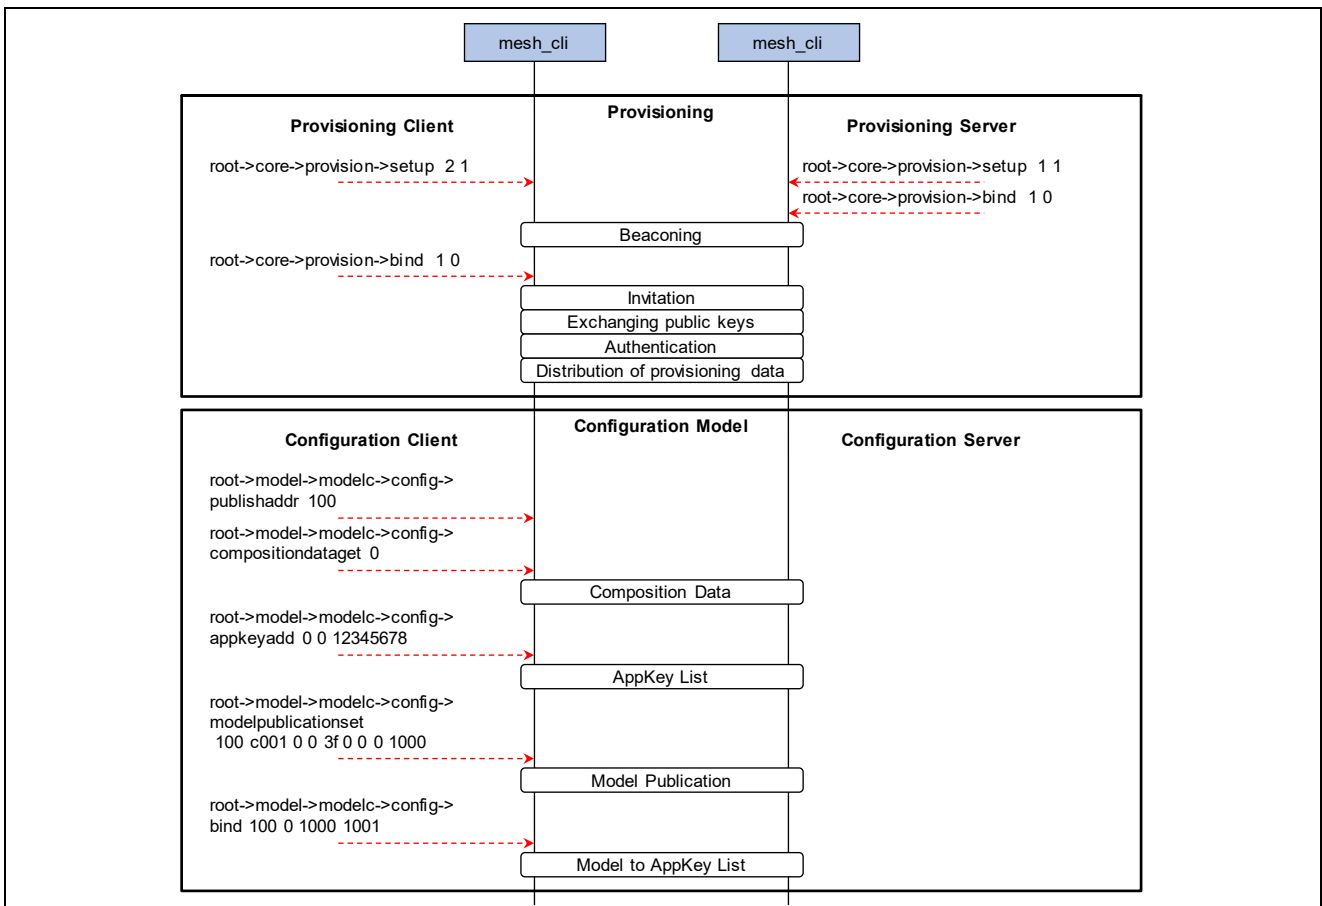 mesh_cli
mesh_cli
Provisioning
Provisioning Client
Provisioning Server
root->core->provision->setup 2 1
root->core->provision->setup 1 1
root->core->provision->bind 1 0
Beaconing
root->core->provision->bind 1 0
Invitation
Exchanging public keys
Authentication
Distribution of provisioning data
Configuration Model
Configuration Client
Configuration Server
root->model->modelc->config->
publishaddr 100
root->model->modelc->config->
compositiondataget 0
Composition Data
root->model->modelc->config->
appkeyadd 0 0 12345678
AppKey List
root->model->modelc->config->
modelpublicationset
100 c001 0 0 3f 0 0 0 1000
Model Publication
root->model->modelc->config->
bind 100 0 1000 1001
Model to AppKey List